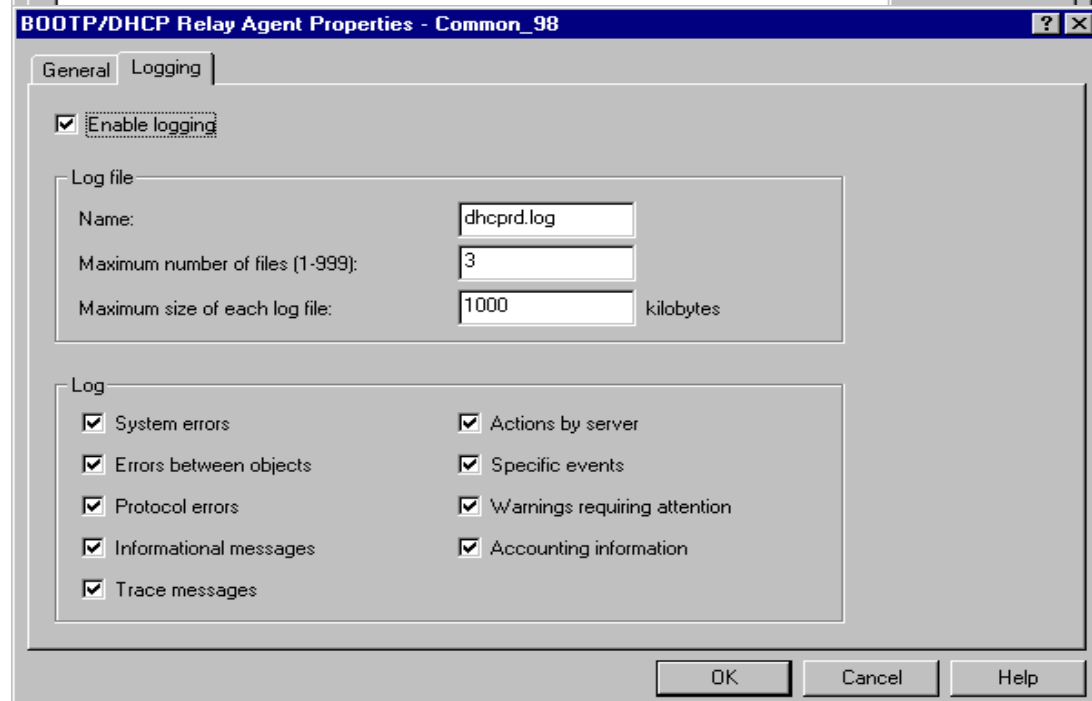 BOOTP/DHCP Relay Agent Properties - Common_98
General Logging
Enable logging
Log file
Name: dhcprd.log
Maximum number of files (1-999): 3
Maximum size of each log file: 1000 kilobytes
Log
System errors Actions by server
Errors between objects Specific events
Protocol errors Warnings requiring attention
Informational messages Accounting information
Trace messages
OK Cancel Help